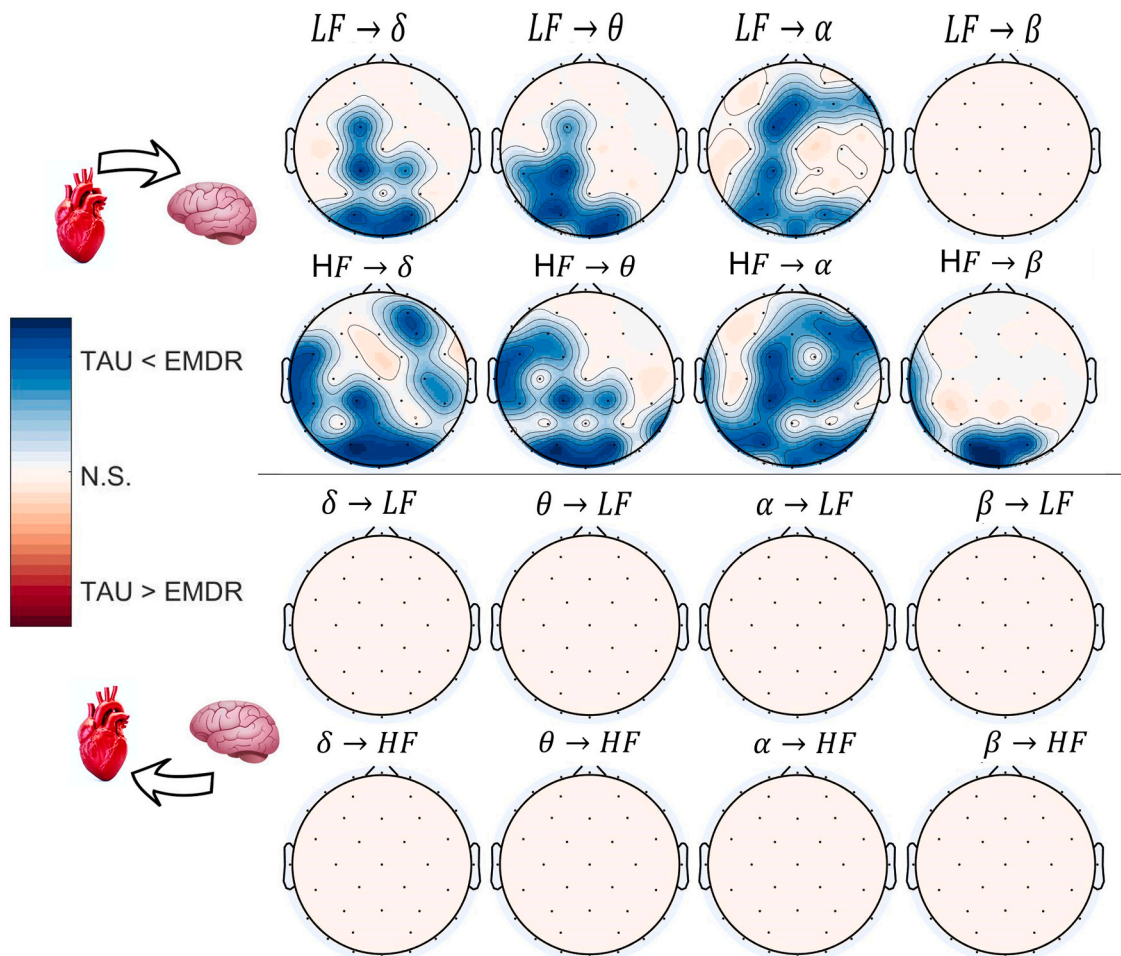 LF → δ
LF → θ
LF → α
LF → β
HF → δ
HF → θ
HF → α
HF → β
TAU < EMDR
N.S.
TAU > EMDR
δ → LF
θ → LF
α → LF
β → LF
δ → HF
θ → HF
α → HF
β → HF